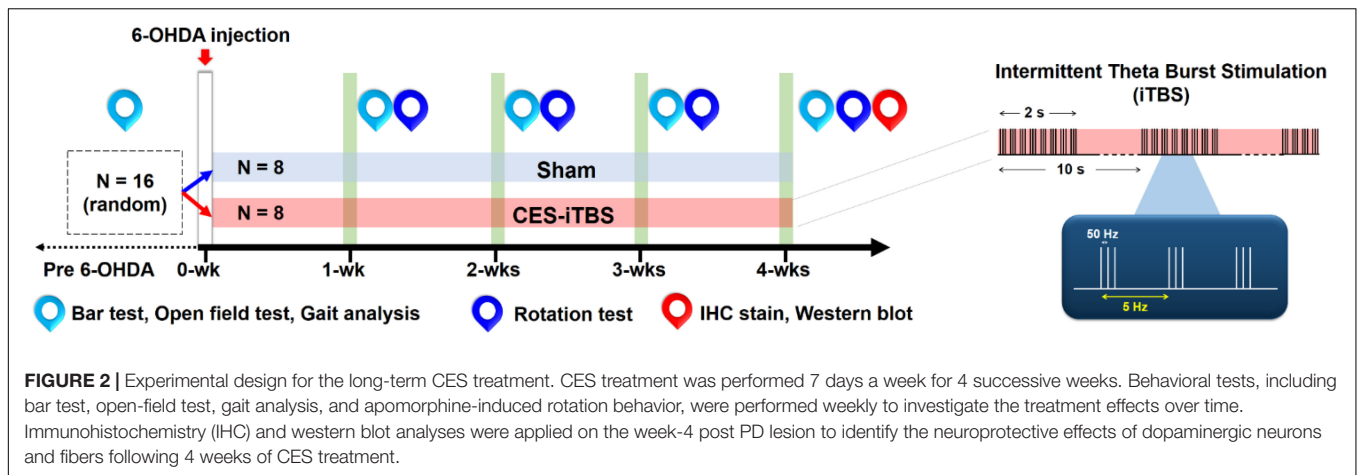 6-OHDA injection
N = 16
(random)
N = 8
Sham
N = 8
CES-iTBS
Pre 6-OHDA
0-wk
1-wk
2-wks
3-wks
4-wks
Bar test, Open field test, Gait analysis
Rotation test
IHC stain, Western blot
Intermittent Theta Burst Stimulation
(iTBS)
2 s
10 s
50 Hz
5 Hz
FIGURE 2 | Experimental design for the long-term CES treatment. CES treatment was performed 7 days a week for 4 successive weeks. Behavioral tests, including
bar test, open-field test, gait analysis, and apomorphine-induced rotation behavior, were performed weekly to investigate the treatment effects over time.
Immunohistochemistry (IHC) and western blot analyses were applied on the week-4 post PD lesion to identify the neuroprotective effects of dopaminergic neurons
and fibers following 4 weeks of CES treatment.